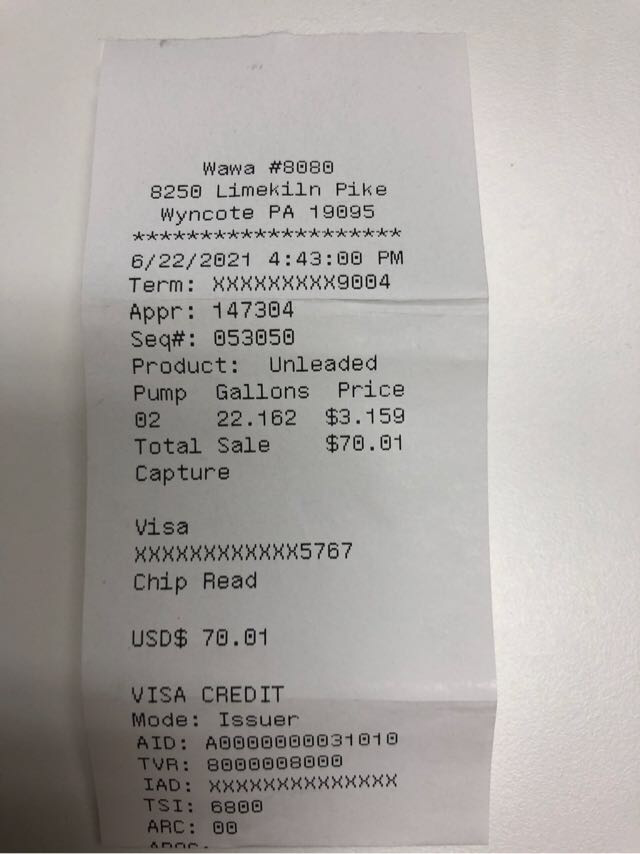 Wawa #8080
8250 Limekiln Pike
Wyncote PA 19095
********************
6/22/2021 4:43:00 PM
Term: XXXXXXXXX9004
Appr: 147304
Seq#: 053050
Product: Unleaded
Pump Gallons Price
02 22.162 $3.159
Total Sale $70.01
Capture
Visa
XXXXXXXXXXXX5767
Chip Read
USD$ 70.01
VISA CREDIT
Mode: Issuer
AID: A0000000031010
TVR: 8000008000
IAD: XXXXXXXXXXXXXX
TSI: 6800
ARC: 00